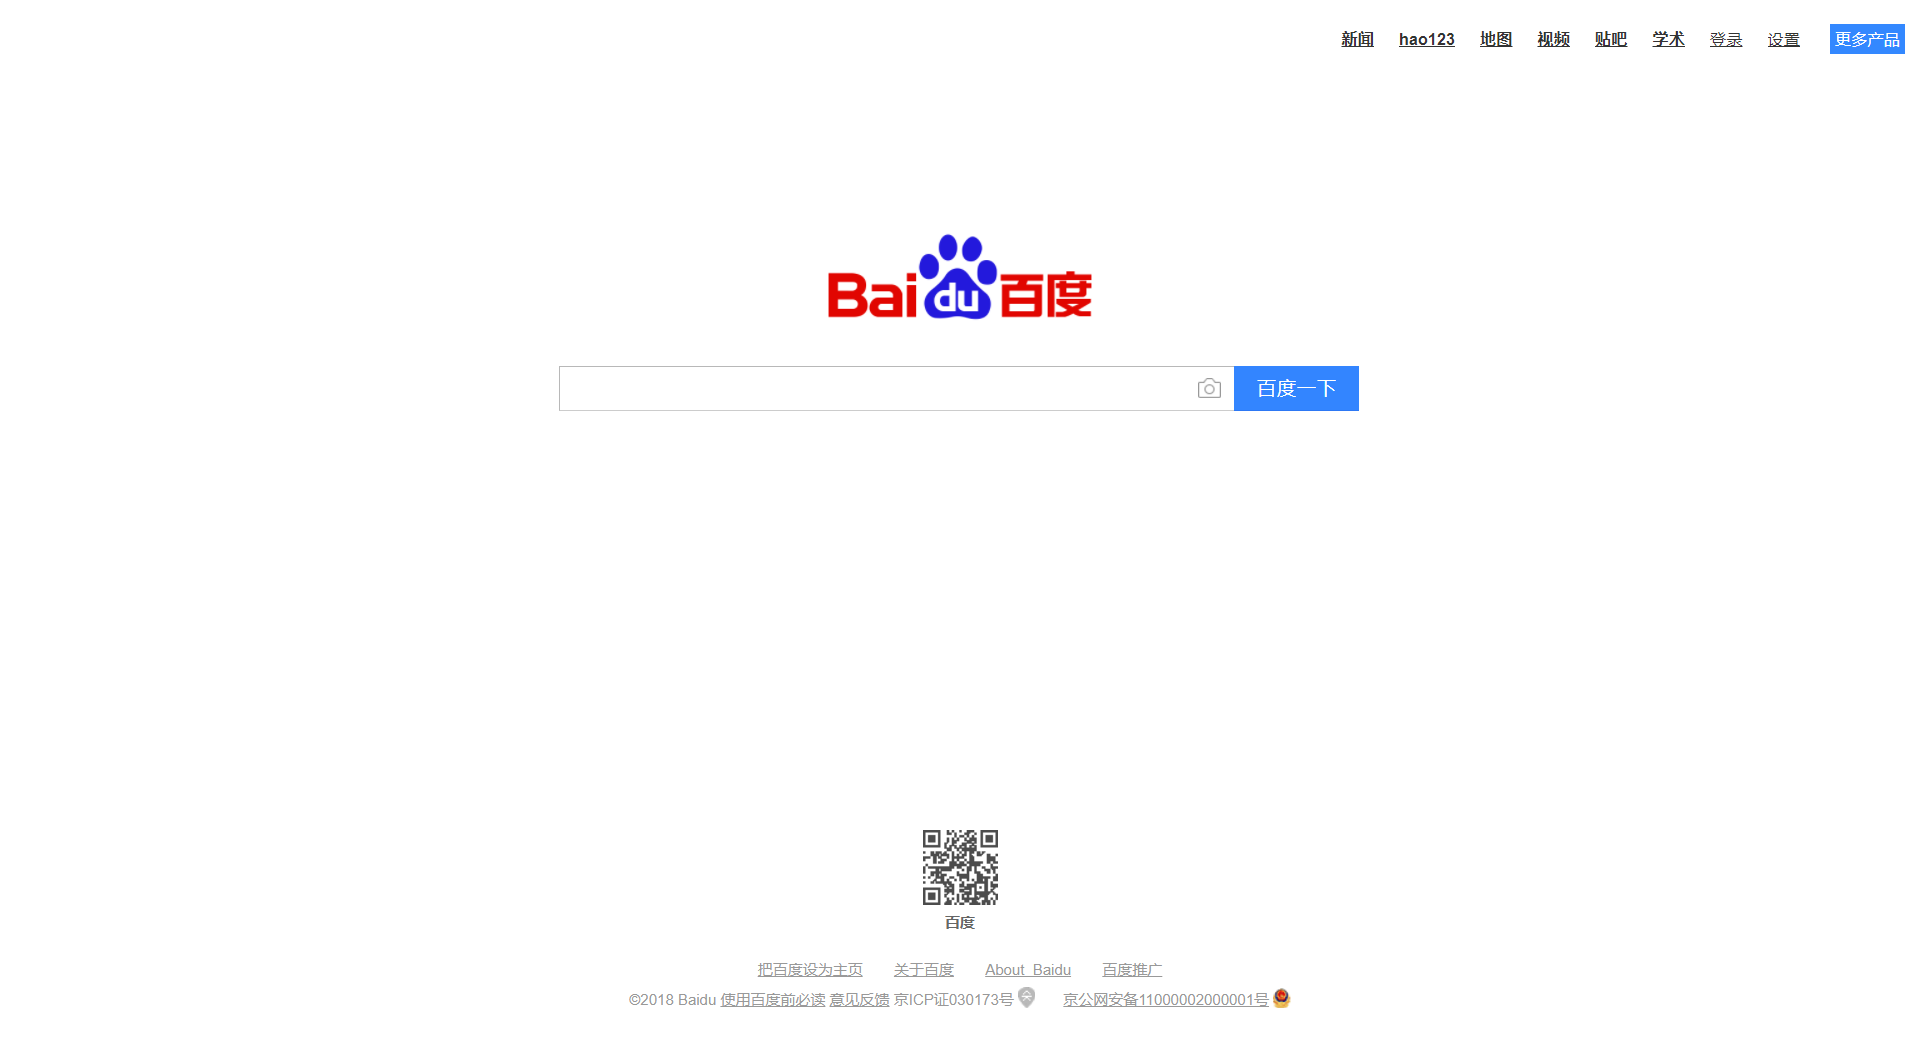 新闻 hao123 地图 视频 贴吧 学术 登录 设置 更多产品
Bai du 百度
百度一下
百度
把百度设为主页 关于百度 About Baidu 百度推广
©2018 Baidu 使用百度前必读 意见反馈 京ICP证030173号 京公网安备11000002000001号